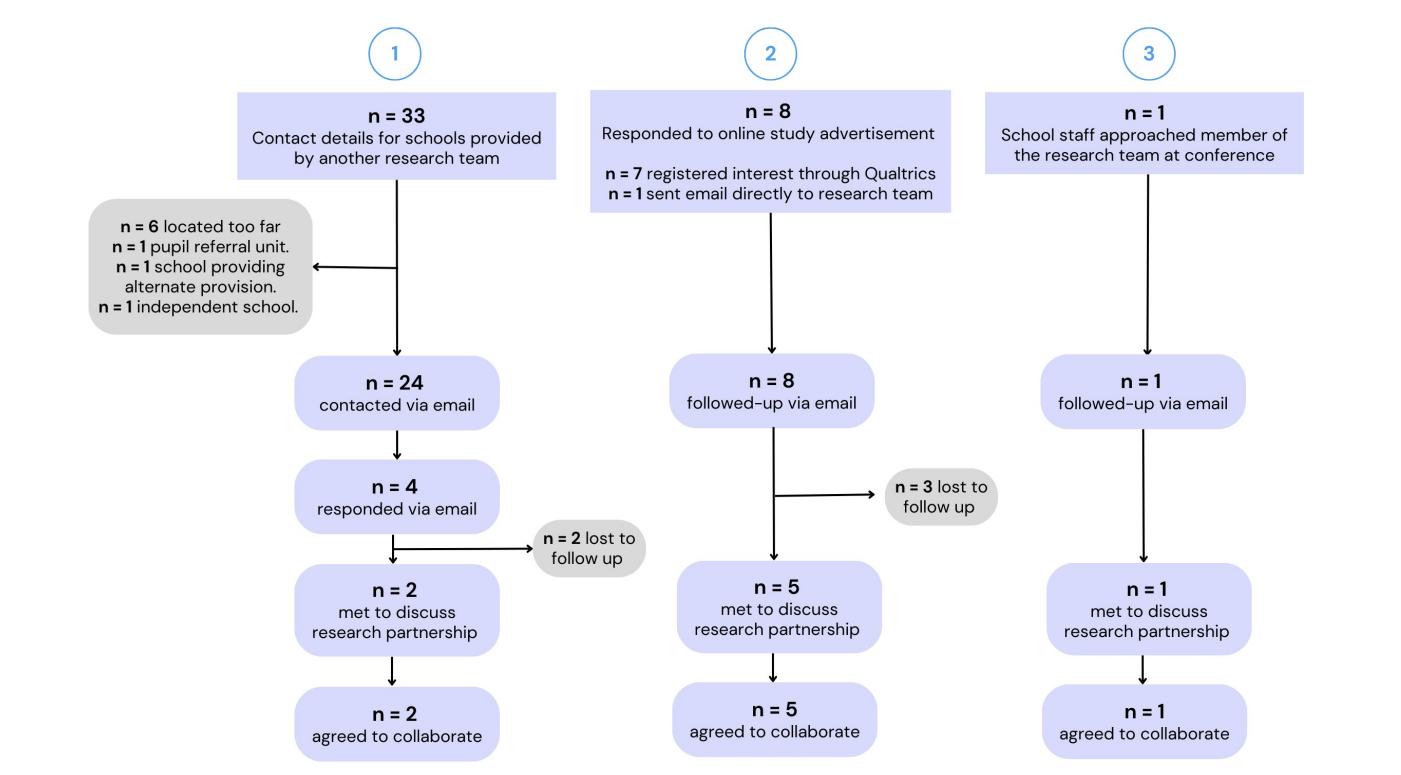 1
n = 33
Contact details for schools provided
by another research team
n = 6 located too far
n = 1 pupil referral unit.
n = 1 school providing
alternate provision.
n = 1 independent school.
n = 24
contacted via email
n = 4
responded via email
n = 2 lost to
follow up
n = 2
met to discuss
research partnership
n = 2
agreed to collaborate
2
n = 8
Responded to online study advertisement
n = 7 registered interest through Qualtrics
n = 1 sent email directly to research team
n = 8
followed-up via email
n = 3 lost to
follow up
n = 5
met to discuss
research partnership
n = 5
agreed to collaborate
3
n = 1
School staff approached member of
the research team at conference
n = 1
followed-up via email
n = 1
met to discuss
research partnership
n = 1
agreed to collaborate